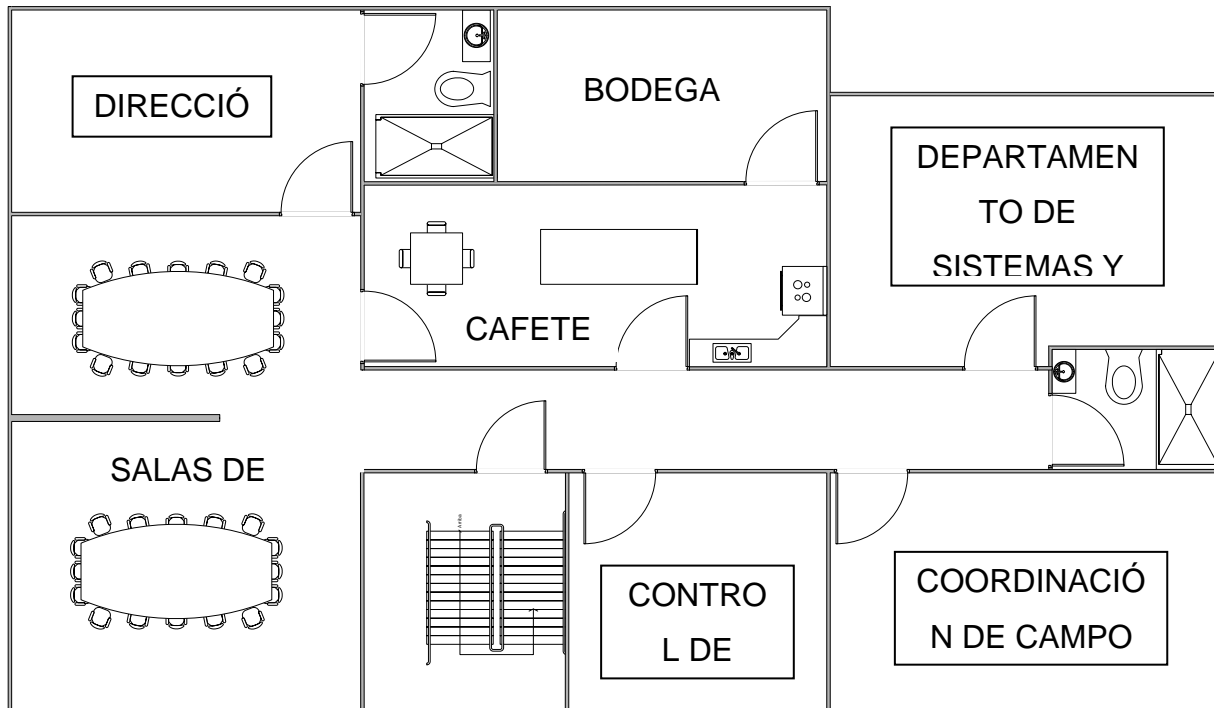 DIRECCIÓ
BODEGA
DEPARTAMEN
TO DE
SISTEMAS Y
CAFETE
SALAS DE
CONTRO
L DE
COORDINACIÓ
N DE CAMPO